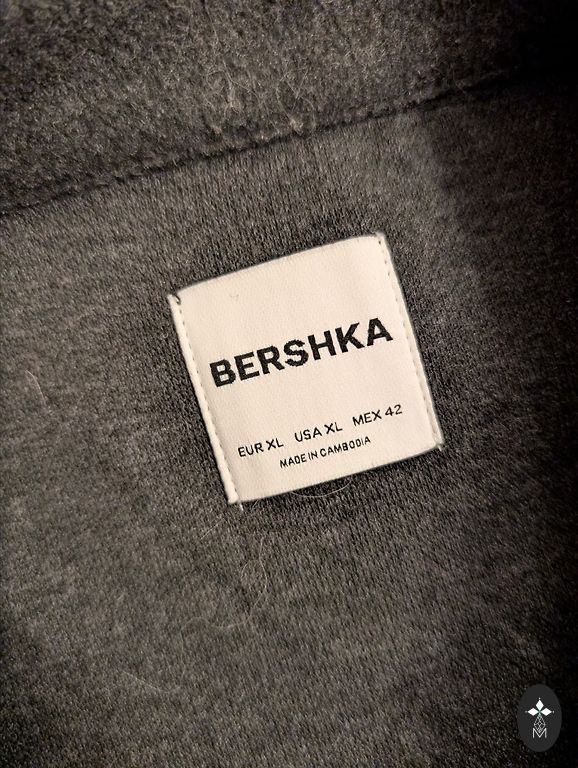 BERSHKA
EUR XL USA XL MEX 42
MADE IN CAMBODIA
M